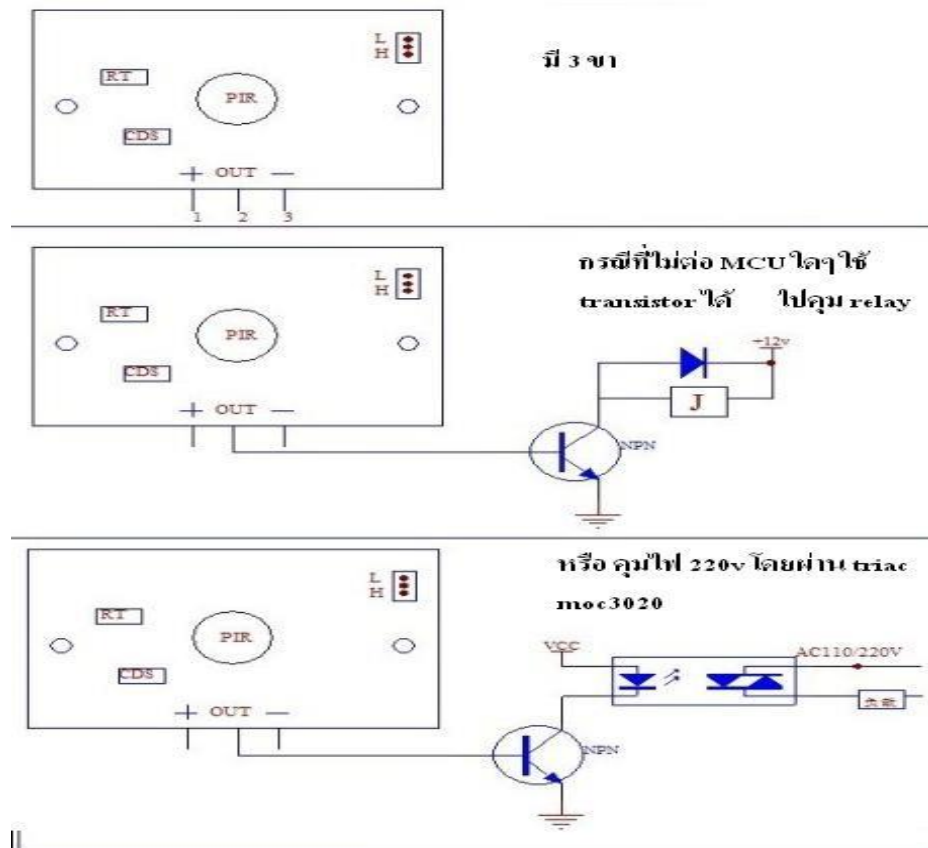 L
H
มี 3 ขา
RT
PIR
CDS
+ OUT —
1 2 3
กรณีที่ไม่ต่อ MCU ใดๆใช้
L
H
transistor ได้ ไปคุม relay
RT
PIR
+12v
CDS
J
+ OUT —
NPN
หรือ คุมไฟ 220v โดยผ่าน triac
L
H
moc3020
RT
PIR
VCC
AC110/220V
CDS
负载
+ OUT —
NPN